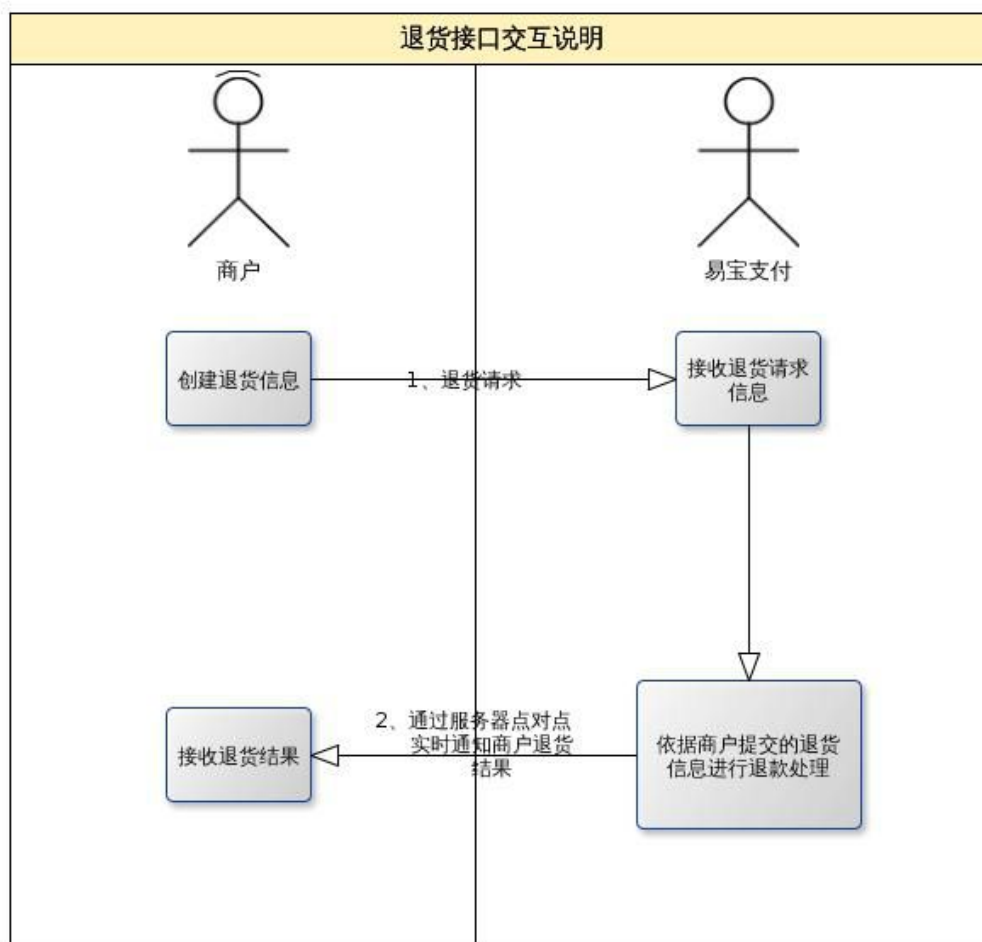 退货接口交互说明
商户
易宝支付
创建退货信息
1、退货请求
接收退货请求
信息
接收退货结果
2、通过服务器点对点
实时通知商户退货
结果
依据商户提交的退货
信息进行退款处理